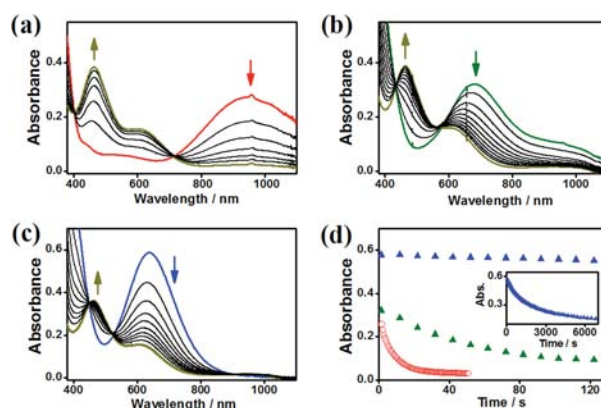 (a)
0.4
0.2
0.0
Absorbance
400 600 800 1000
Wavelength / nm
(b)
0.4
0.2
0.0
Absorbance
400 600 800 1000
Wavelength / nm
(c)
0.6
0.4
0.2
0.0
Absorbance
400 600 800 1000
Wavelength / nm
(d)
0.6
0.4
0.2
0.0
Absorbance
0 40 80 120
Time / s
0.6
0.3
Abs.
0 3000 6000
Time / s